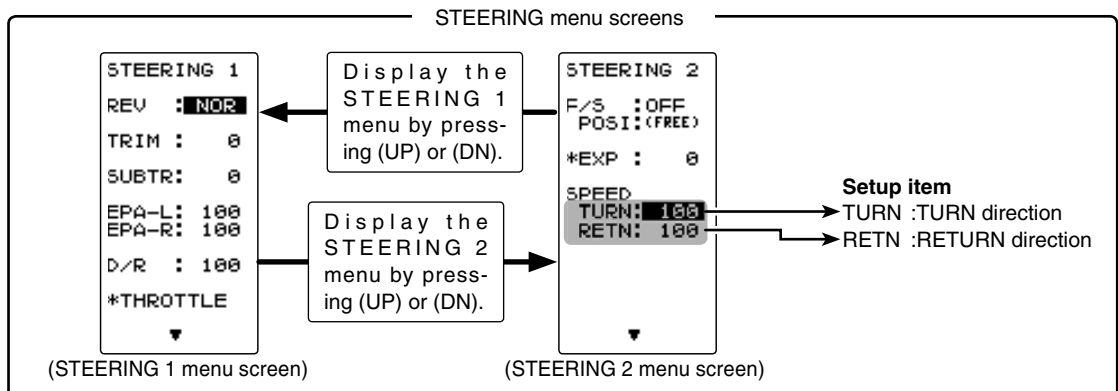 STEERING menu screens
STEERING 1
REV : NOR
TRIM : 0
SUBTR: 0
EPA-L: 100
EPA-R: 100
D/R : 100
*THROTTLE
▼
(STEERING 1 menu screen)
Display the
STEERING 1
menu by press-
ing (UP) or (DN).
Display the
STEERING 2
menu by press-
ing (UP) or (DN).
STEERING 2
F/S :OFF
POSI:(FREE)
*EXP : 0
SPEED
TURN: 100
RETN: 100
▼
(STEERING 2 menu screen)
Setup item
TURN :TURN direction
RETN :RETURN direction